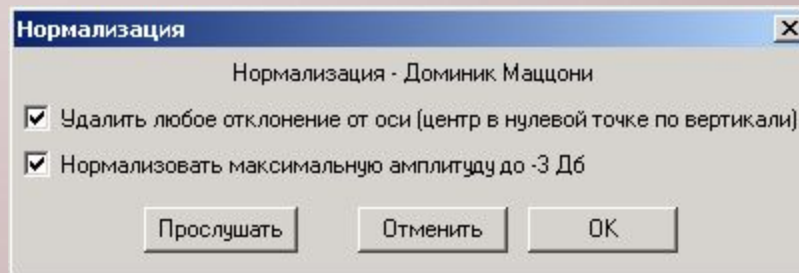 Нормализация
Нормализация - Доминик Маццони
Удалить любое отклонение от оси (центр в нулевой точке по вертикали)
Нормализовать максимальную амплитуду до -3 Дб
Прослушать Отменить OK